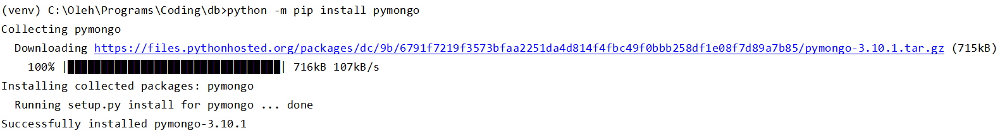 (venv) C:\Oleh\Programs\Coding\db>python -m pip install pymongo
Collecting pymongo
  Downloading https://files.pythonhosted.org/packages/dc/9b/6791f7219f3573bfaa2251da4d814f4fbc49f0bbb258df1e08f7d89a7b85/pymongo-3.10.1.tar.gz (715kB)
    100% |████████████████████████████████| 716kB 107kB/s
Installing collected packages: pymongo
  Running setup.py install for pymongo ... done
Successfully installed pymongo-3.10.1